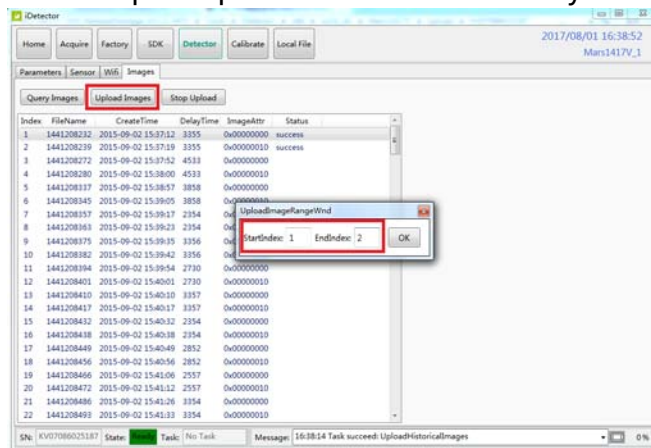 iDetector
Home Acquire Factory SDK Detector Calibrate Local File
2017/08/01 16:38:52
Mars1417V_1
Parameters Sensor Wifi Images
Query Images Upload Images Stop Upload
Index FileName CreateTime DelayTime ImageAttr Status
1 1441208232 2015-09-02 15:37:12 3355 0x00000000 success
2 1441208239 2015-09-02 15:37:19 3355 0x00000010 success
3 1441208272 2015-09-02 15:37:52 4533 0x00000000
4 1441208280 2015-09-02 15:38:00 4533 0x00000010
5 1441208337 2015-09-02 15:38:57 3858 0x00000000
6 1441208345 2015-09-02 15:39:05 3858
7 1441208357 2015-09-02 15:39:17 2354
8 1441208363 2015-09-02 15:39:23 2354
9 1441208375 2015-09-02 15:39:35 3356
10 1441208382 2015-09-02 15:39:42 3356
UploadImageRangeWnd
StartIndex: 1 EndIndex: 2 OK
11 1441208394 2015-09-02 15:39:54 2730 0x00000000
12 1441208401 2015-09-02 15:40:01 2730 0x00000010
13 1441208410 2015-09-02 15:40:10 3357 0x00000000
14 1441208417 2015-09-02 15:40:17 3357 0x00000010
15 1441208432 2015-09-02 15:40:32 2354 0x00000000
16 1441208438 2015-09-02 15:40:38 2354 0x00000010
17 1441208449 2015-09-02 15:40:49 2852 0x00000000
18 1441208456 2015-09-02 15:40:56 2852 0x00000010
19 1441208466 2015-09-02 15:41:06 2557 0x00000000
20 1441208472 2015-09-02 15:41:12 2557 0x00000010
21 1441208486 2015-09-02 15:41:26 3354 0x00000000
22 1441208493 2015-09-02 15:41:33 3354 0x00000010
SN: KV07086025187 State: Ready Task: No Task Message: 16:38:14 Task succeed: UploadHistoricalImages 0%